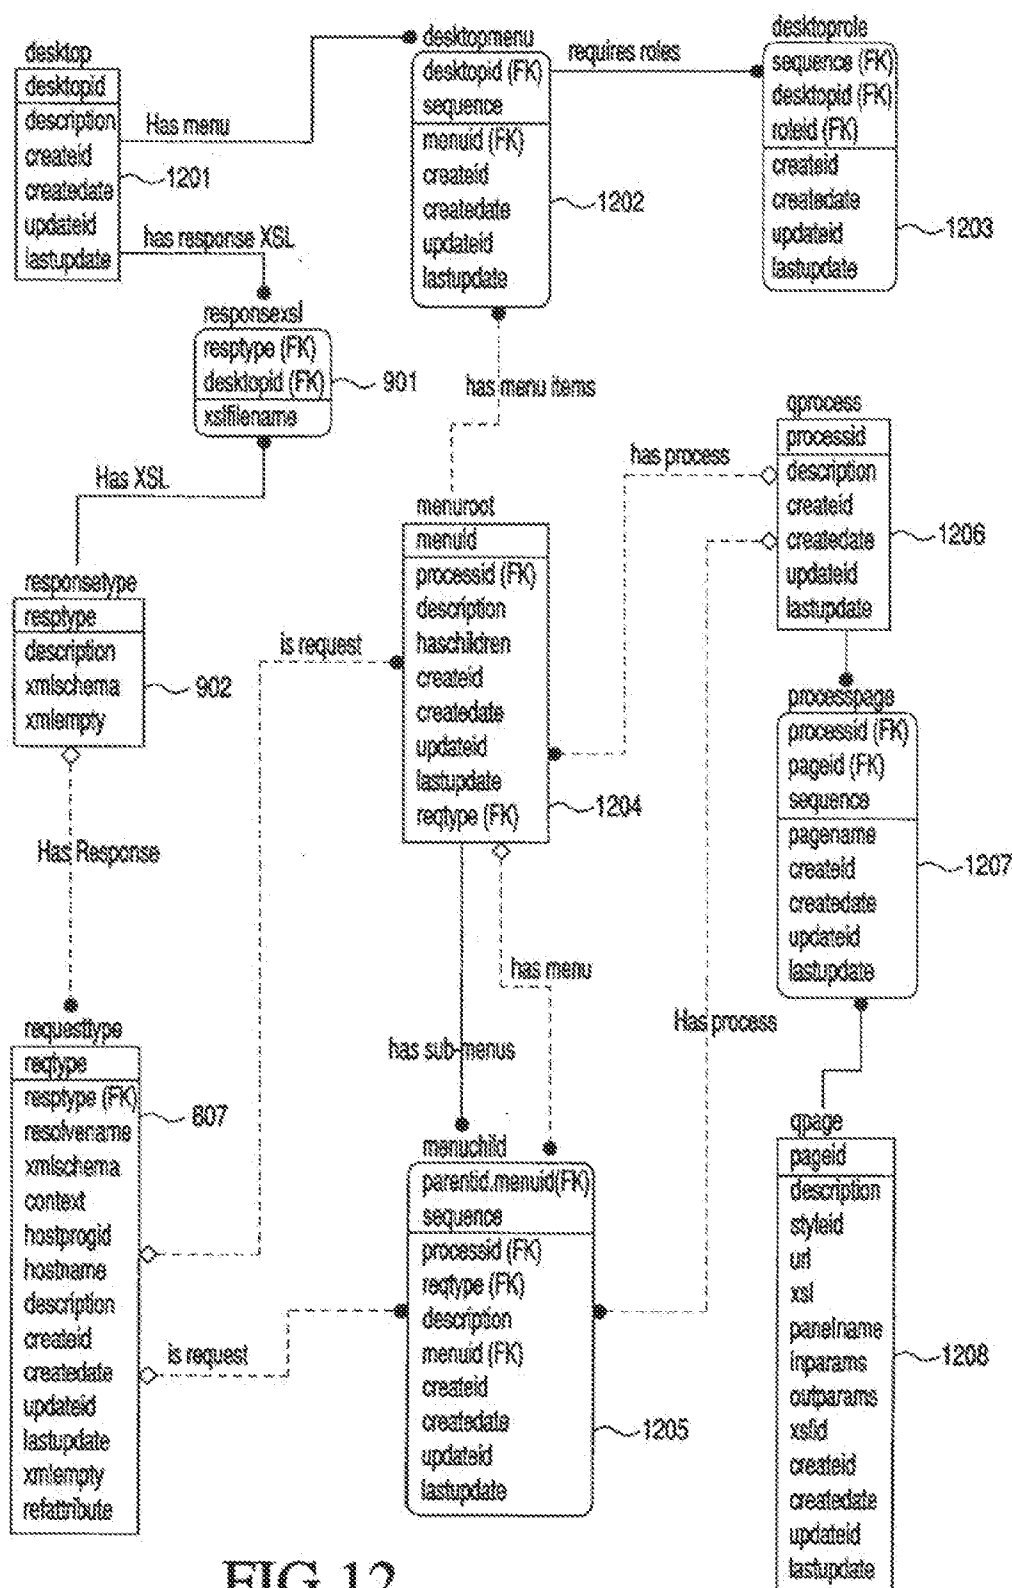 desktop
desktopid
description
createid
createdate
updateid
lastupdate
1201
Has menu
has response XSL
desktopmenu
desktopid (FK)
sequence
menuid (FK)
createid
createdate
updateid
lastupdate
1202
requires roles
desktoprole
sequence (FK)
desktopid (FK)
roleid (FK)
createid
createdate
updateid
lastupdate
1203
responsexsl
resptype (FK)
desktopid (FK)
xslfilename
901
has menu items
Has XSL
qprocess
processid
description
createid
createdate
updateid
lastupdate
1206
has process
menuroot
menuid
processid (FK)
description
haschildren
createid
createdate
updateid
lastupdate
reqtype (FK)
1204
responsetype
resptype
description
xmlschema
xmlempty
902
is request
processpage
processid (FK)
pageid (FK)
sequence
pagename
createid
createdate
updateid
lastupdate
1207
Has Response
has menu
has sub-menus
Has process
requesttype
reqtype
resptype (FK)
resolvename
xmlschema
context
hostprogid
hostname
description
createid
createdate
updateid
lastupdate
xmlempty
refattribute
607
is request
menuchild
parentid.menuid(FK)
sequence
processid (FK)
reqtype (FK)
description
menuid (FK)
createid
createdate
updateid
lastupdate
1205
qpage
pageid
description
styleid
url
xsl
panelname
inparams
outparams
xslid
createid
createdate
updateid
lastupdate
1208
FIG 12